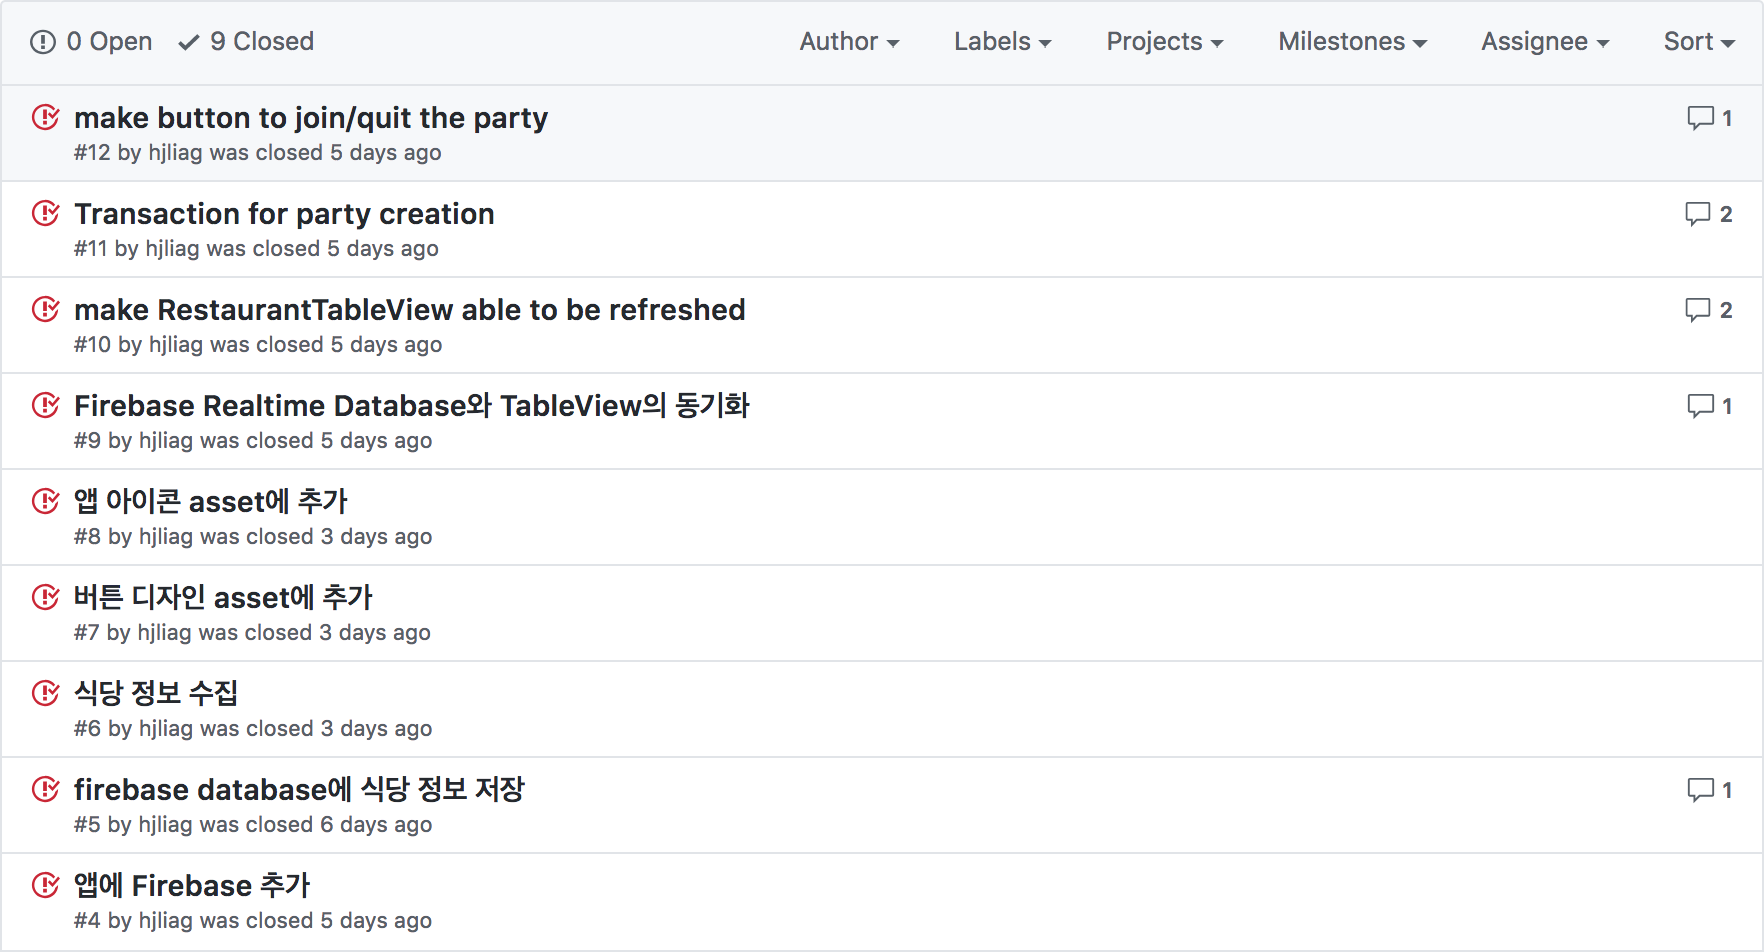 0 Open 9 Closed Author Labels Projects Milestones Assignee Sort
make button to join/quit the party 1
#12 by hjliag was closed 5 days ago
Transaction for party creation 2
#11 by hjliag was closed 5 days ago
make RestaurantTableView able to be refreshed 2
#10 by hjliag was closed 5 days ago
Firebase Realtime Database와 TableView의 동기화 1
#9 by hjliag was closed 5 days ago
앱 아이콘 asset에 추가
#8 by hjliag was closed 3 days ago
버튼 디자인 asset에 추가
#7 by hjliag was closed 3 days ago
식당 정보 수집
#6 by hjliag was closed 3 days ago
firebase database에 식당 정보 저장 1
#5 by hjliag was closed 6 days ago
앱에 Firebase 추가
#4 by hjliag was closed 5 days ago